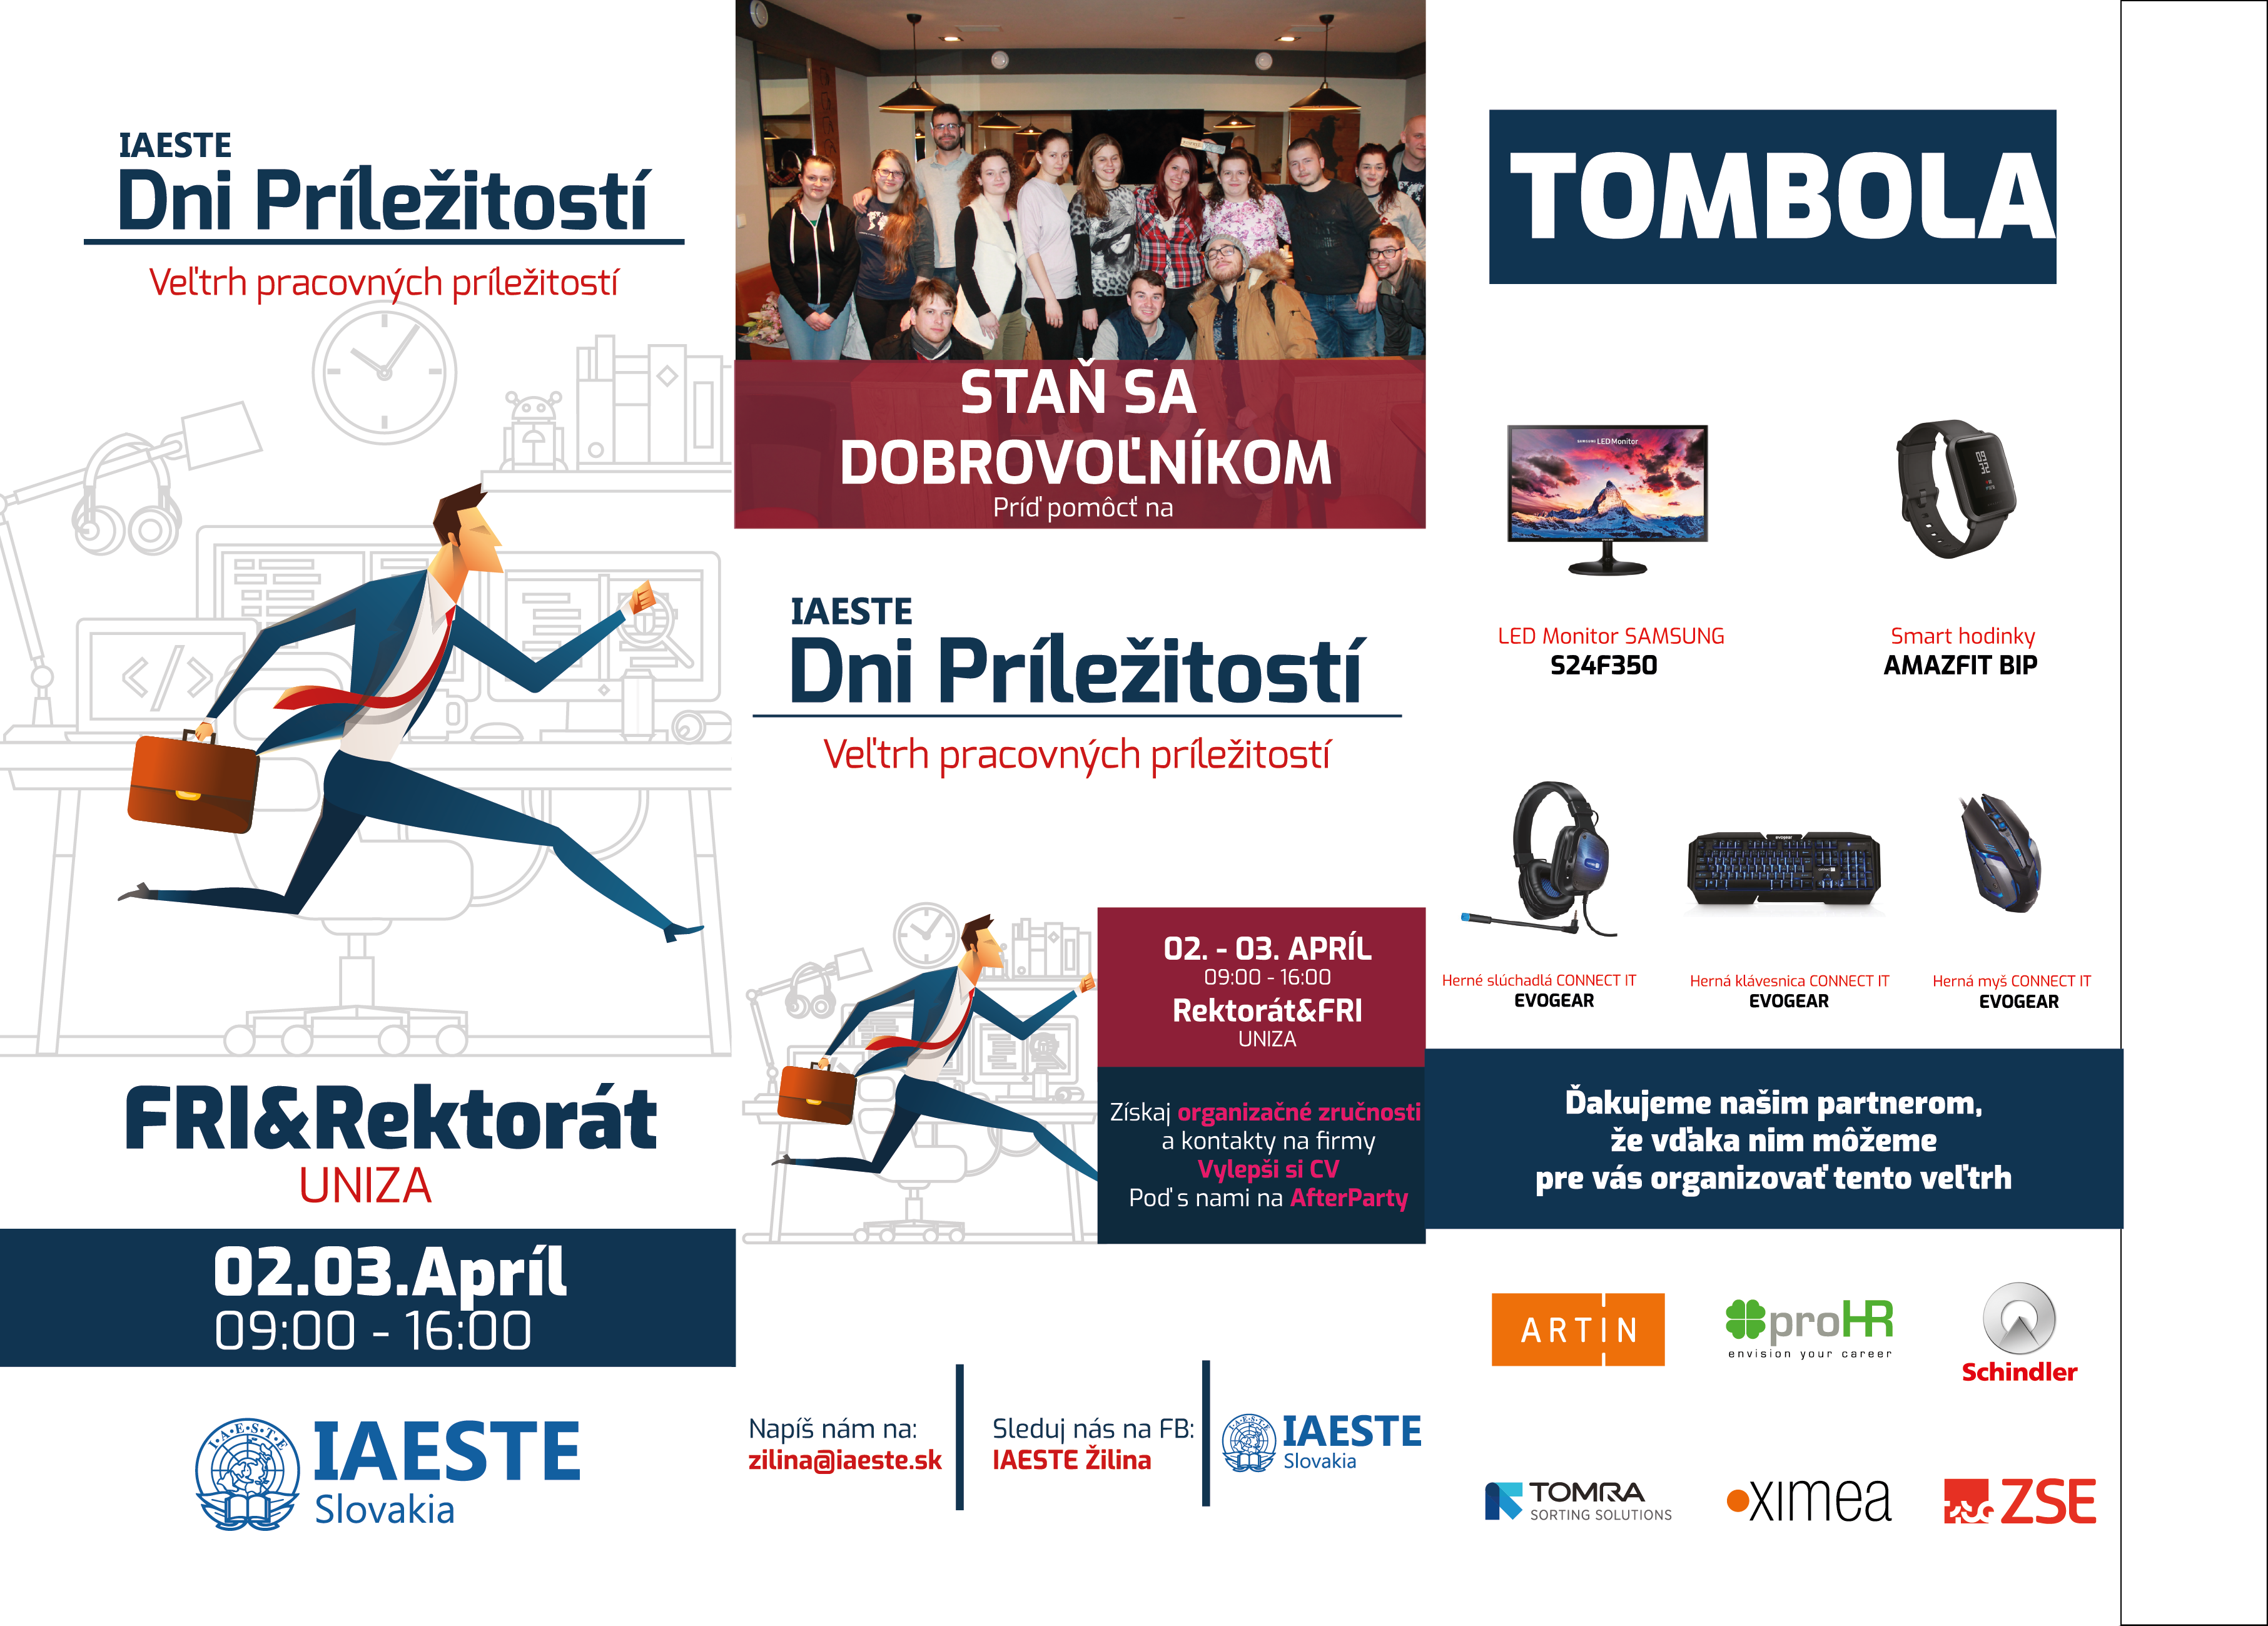 IAESTE
Dni Príležitostí
Veľtrh pracovných príležitostí
</>
FRI&Rektorát
UNIZA
02.03.Apríl
09:00 - 16:00
I.A.E.S.T.E
IAESTE
Slovakia
STAŇ SA
DOBROVOĽNÍKOM
Príď pomôcť na
IAESTE
Dni Príležitostí
Veľtrh pracovných príležitostí
02. - 03. APRÍL
09:00 - 16:00
Rektorát&FRI
UNIZA
Získaj organizačné zručnosti
a kontakty na firmy
Vylepši si CV
Poď s nami na AfterParty
Napíš nám na:
zilina@iaeste.sk
Sleduj nás na FB:
IAESTE Žilina
IAESTE
Slovakia
TOMBOLA
SAMSUNG LED Monitor
09
32
LED Monitor SAMSUNG
S24F350
Smart hodinky
AMAZFIT BIP
EVOGEAR
Herné slúchadlá CONNECT IT
EVOGEAR
Herná klávesnica CONNECT IT
EVOGEAR
Herná myš CONNECT IT
EVOGEAR
Ďakujeme našim partnerom,
že vďaka nim môžeme
pre vás organizovať tento veľtrh
ARTIN
proHR
envision your career
Schindler
TOMRA
SORTING SOLUTIONS
XIMEA
ZSE